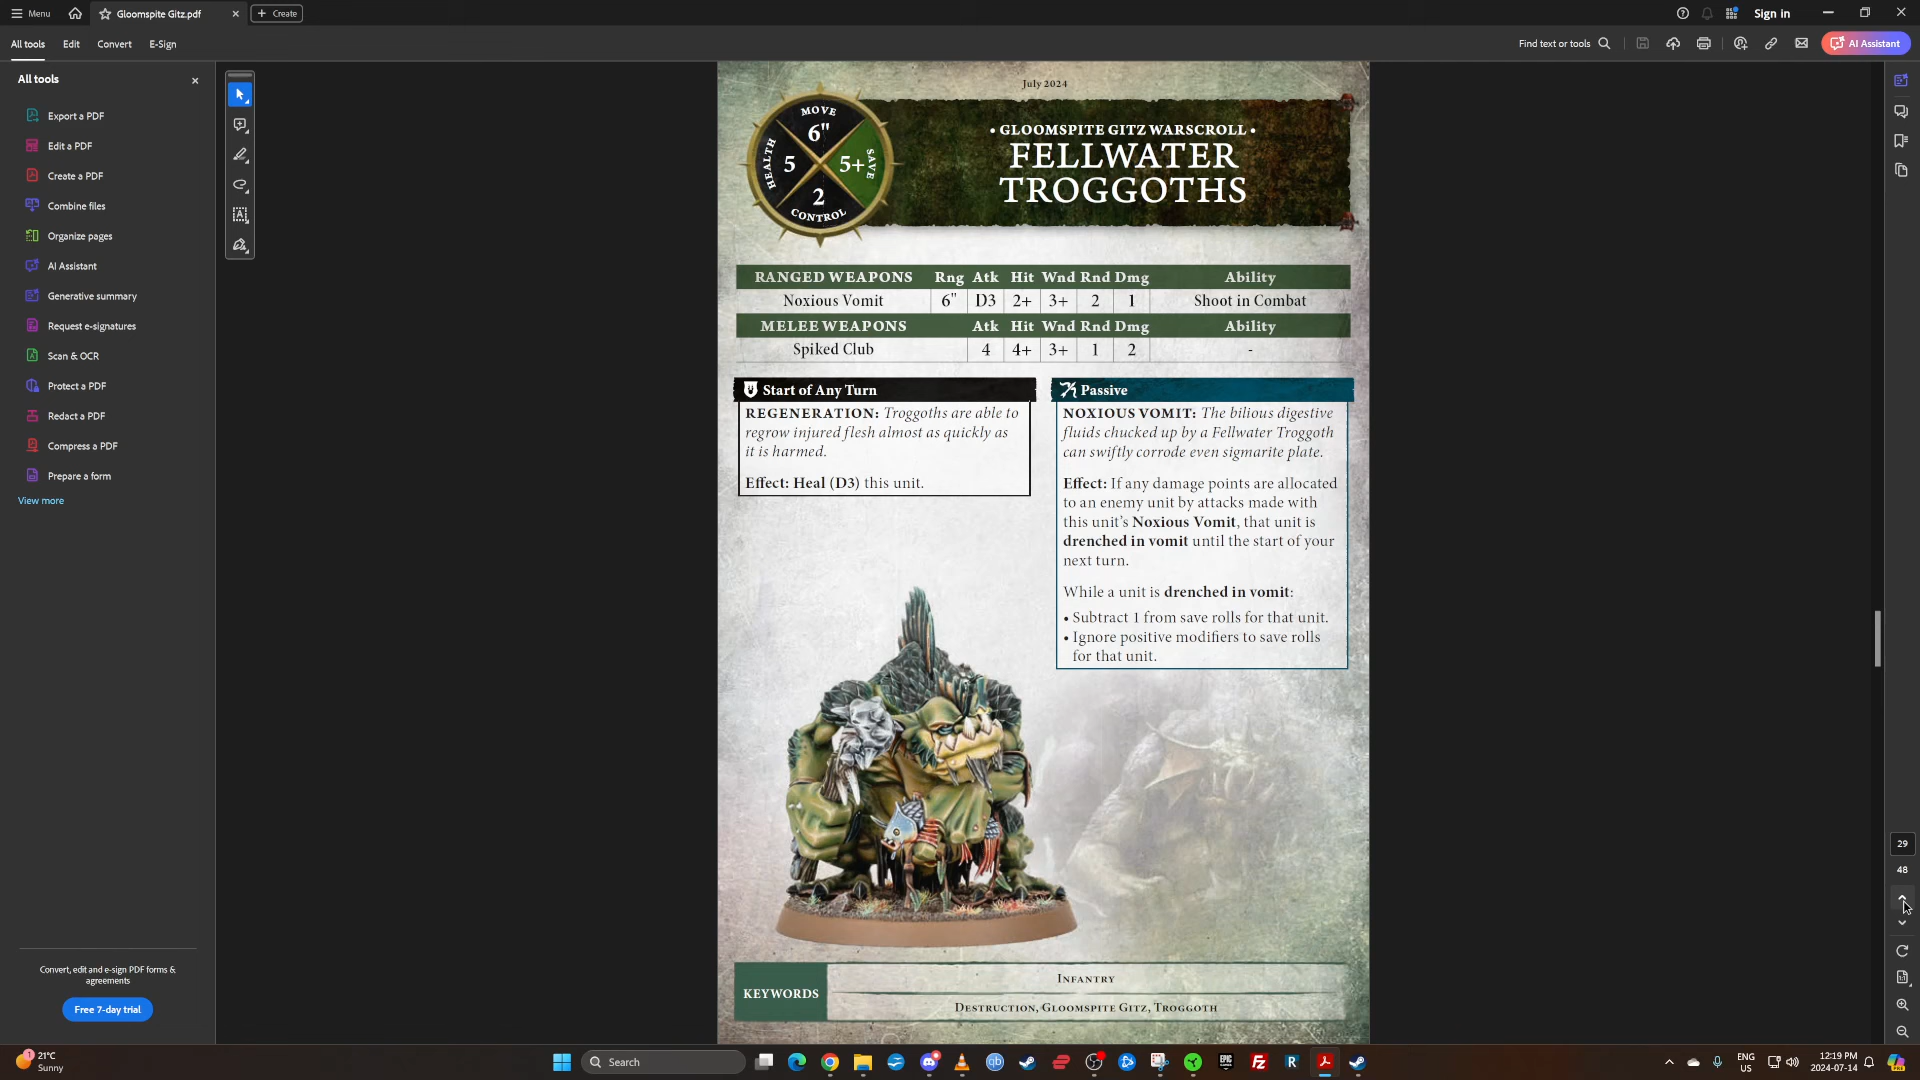 Menu
Gloomspite Gitz.pdf
Create
Sign in
All tools
Edit
Convert
E-Sign
Find text or tools
AI Assistant
All tools
Export a PDF
Edit a PDF
Create a PDF
Combine files
Organize pages
AI Assistant
Generative summary
Request e-signatures
Scan & OCR
Protect a PDF
Redact a PDF
Compress a PDF
Prepare a form
View more
Convert, edit and e-sign PDF forms &
agreements
Free 7-day trial
July 2024
MOVE
6"
HEALTH
5
5+
SAVE
2
CONTROL
• GLOOMSPITE GITZ WARSCROLL •
FELLWATER
TROGGOTHS
RANGED WEAPONS Rng Atk Hit Wnd Rnd Dmg Ability
Noxious Vomit 6" D3 2+ 3+ 2 1 Shoot in Combat
MELEE WEAPONS Atk Hit Wnd Rnd Dmg Ability
Spiked Club 4 4+ 3+ 1 2 -
Start of Any Turn
REGENERATION: Troggoths are able to
regrow injured flesh almost as quickly as
it is harmed.
Effect: Heal (D3) this unit.
Passive
NOXIOUS VOMIT: The bilious digestive
fluids chucked up by a Fellwater Troggoth
can swiftly corrode even sigmarite plate.
Effect: If any damage points are allocated
to an enemy unit by attacks made with
this unit's Noxious Vomit, that unit is
drenched in vomit until the start of your
next turn.
While a unit is drenched in vomit:
• Subtract 1 from save rolls for that unit.
• Ignore positive modifiers to save rolls
for that unit.
KEYWORDS
INFANTRY
DESTRUCTION, GLOOMSPITE GITZ, TROGGOTH
29
48
1
21°C
Sunny
Search
ENG
US
12:19 PM
2024-07-14